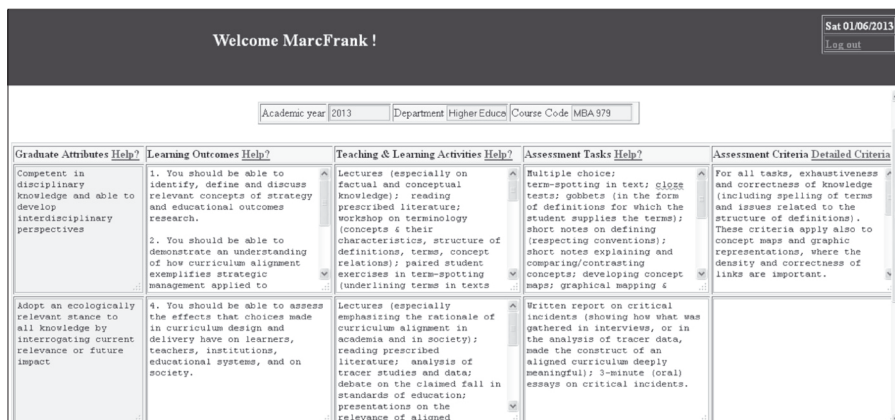 Welcome MarcFrank !
Sat 01/06/2013
Log out
Academic year 2013 Department Higher Educa Course Code MBA 979
Graduate Attributes Help? Learning Outcomes Help? Teaching & Learning Activities Help? Assessment Tasks Help? Assessment Criteria Detailed Criteria
Competent in
disciplinary
knowledge and able to
develop
interdisciplinary
perspectives
1. You should be able to
identify, define and discuss
relevant concepts of strategy
and educational outcomes
research.
2. You should be able to
demonstrate an understanding
of how curriculum alignment
exemplifies strategic
management applied to
Lectures (especially on
factual and conceptual
knowledge); reading
prescribed literature;
workshop on terminology
(concepts & their
characteristics, structure of
definitions, terms, concept
relations); paired student
exercises in term-spotting
(underlining terms in texts
Multiple choice;
term-spotting in text; cloze
tests; gobbets (in the form
of definitions for which the
student supplies the terms);
short notes on defining
(respecting conventions);
short notes explaining and
comparing/contrasting
concepts; developing concept
maps; graphical mapping &
For all tasks, exhaustiveness
and correctness of knowledge
(including spelling of terms
and issues related to the
structure of definitions).
These criteria apply also to
concept maps and graphic
representations, where the
density and correctness of
links are important.
Adopt an ecologically
relevant stance to
all knowledge by
interrogating current
relevance or future
impact
4. You should be able to assess
the effects that choices made
in curriculum design and
delivery have on learners,
teachers, institutions,
educational systems, and on
society.
Lectures (especially
emphasizing the rationale of
curriculum alignment in
academia and in society);
reading prescribed
literature; analysis of
tracer studies and data;
debate on the claimed fall in
standards of education;
presentations on the
relevance of aligned
Written report on critical
incidents (showing how what was
gathered in interviews, or in
the analysis of tracer data,
made the construct of an
aligned curriculum deeply
meaningful); 3-minute (oral)
essays on critical incidents.